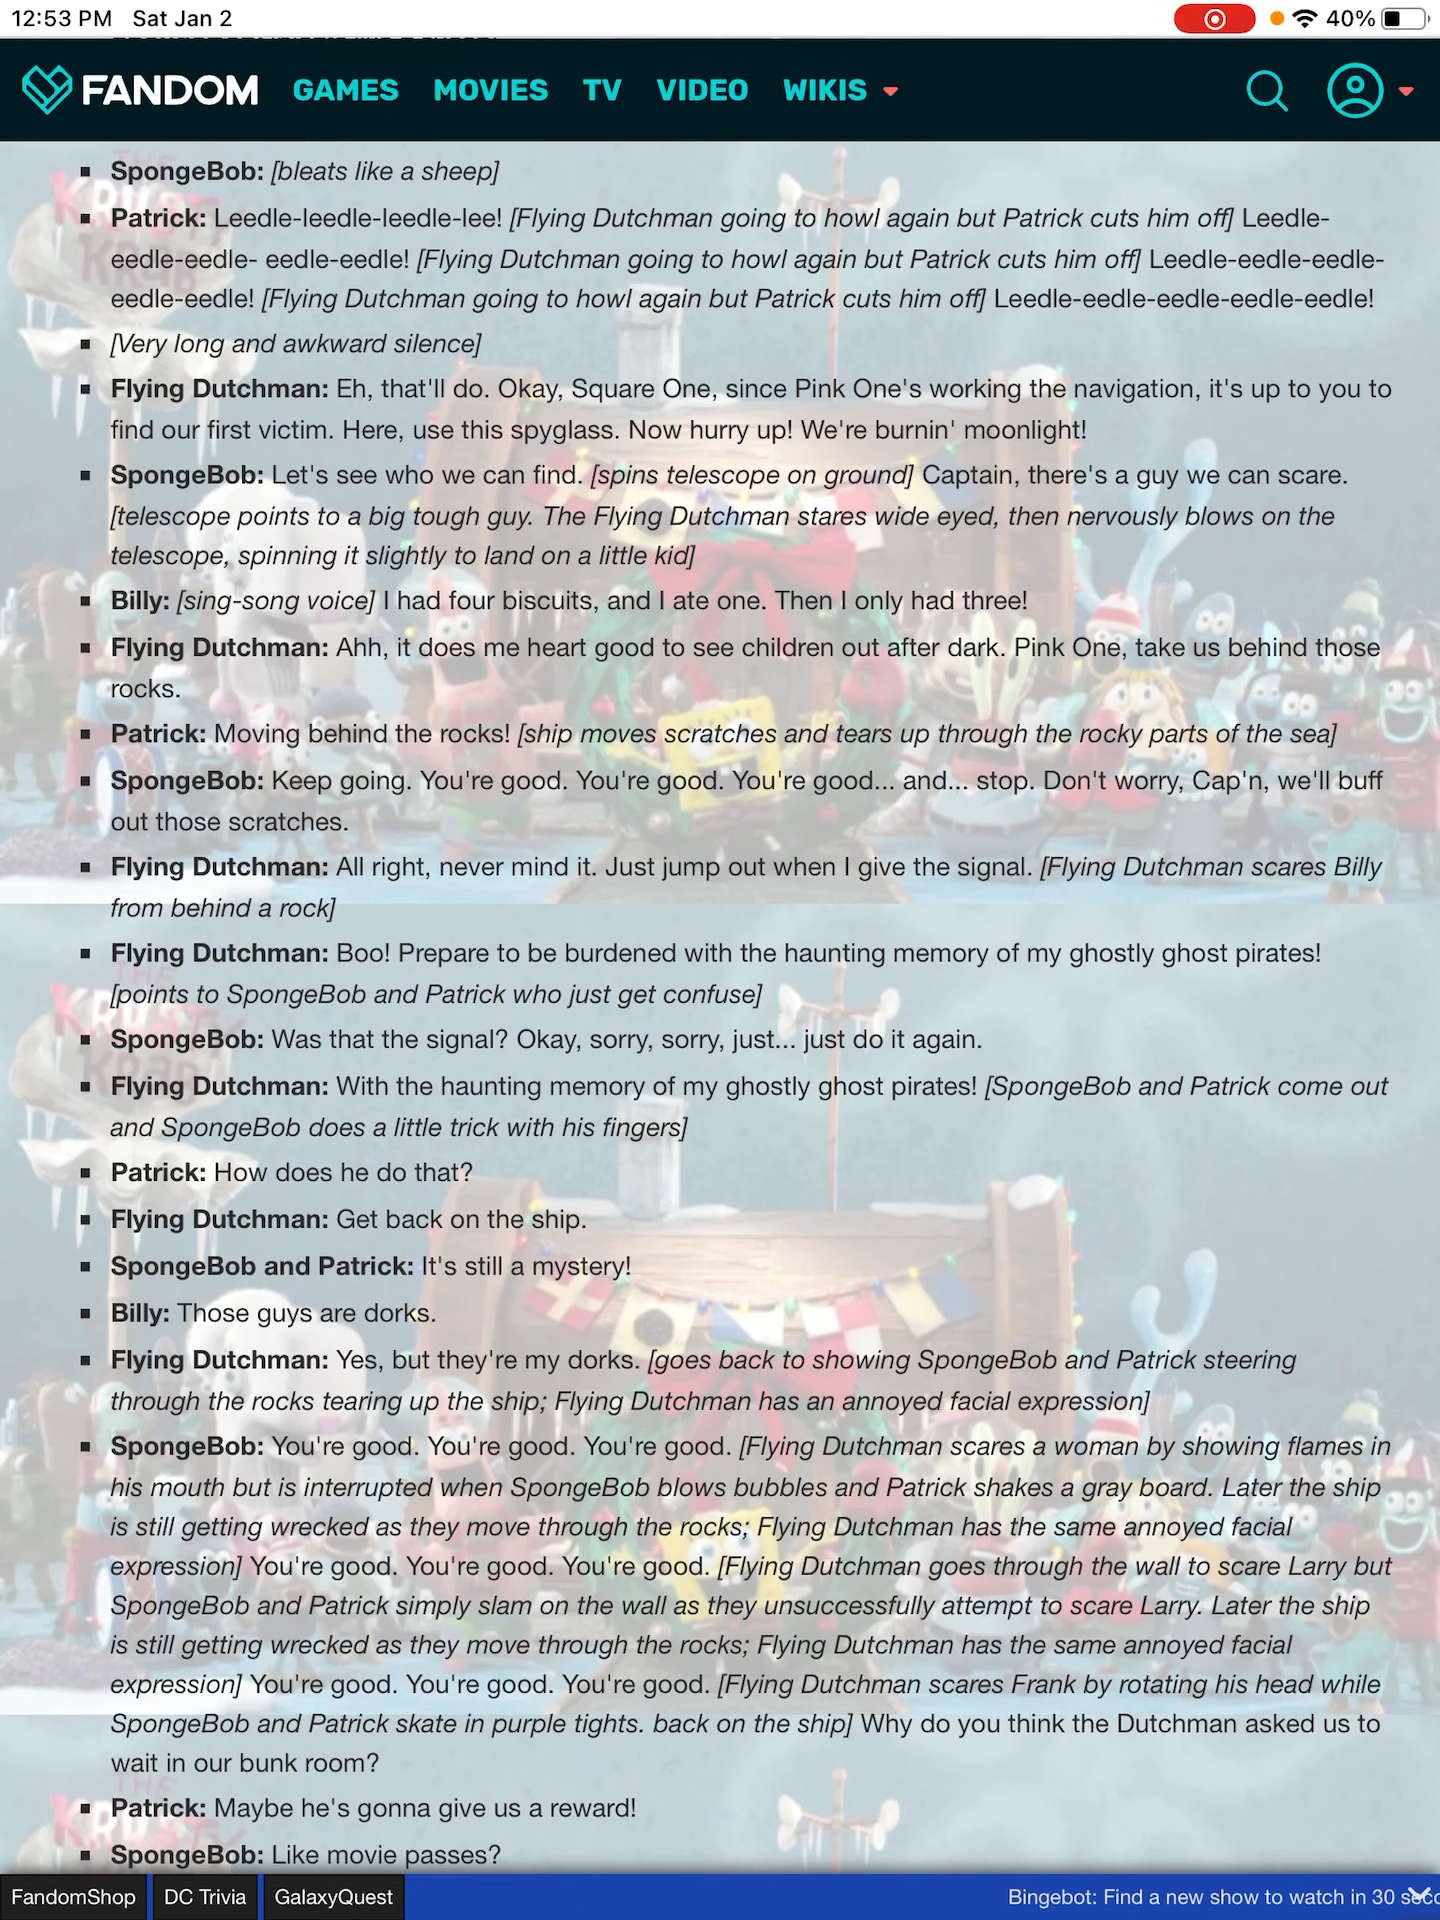 12:53 PM Sat Jan 2
40%
FANDOM GAMES MOVIES TV VIDEO WIKIS
SpongeBob: [bleats like a sheep]
Patrick: Leedle-leedle-leedle-lee! [Flying Dutchman going to howl again but Patrick cuts him off] Leedle-
eedle-eedle- eedle-eedle! [Flying Dutchman going to howl again but Patrick cuts him off] Leedle-eedle-eedle-
eedle-eedle! [Flying Dutchman going to howl again but Patrick cuts him off] Leedle-eedle-eedle-eedle-eedle!
[Very long and awkward silence]
Flying Dutchman: Eh, that'll do. Okay, Square One, since Pink One's working the navigation, it's up to you to
find our first victim. Here, use this spyglass. Now hurry up! We're burnin' moonlight!
SpongeBob: Let's see who we can find. [spins telescope on ground] Captain, there's a guy we can scare.
[telescope points to a big tough guy. The Flying Dutchman stares wide eyed, then nervously blows on the
telescope, spinning it slightly to land on a little kid]
Billy: [sing-song voice] I had four biscuits, and I ate one. Then I only had three!
Flying Dutchman: Ahh, it does me heart good to see children out after dark. Pink One, take us behind those
rocks.
Patrick: Moving behind the rocks! [ship moves scratches and tears up through the rocky parts of the sea]
SpongeBob: Keep going. You're good. You're good. You're good... and... stop. Don't worry, Cap'n, we'll buff
out those scratches.
Flying Dutchman: All right, never mind it. Just jump out when I give the signal. [Flying Dutchman scares Billy
from behind a rock]
Flying Dutchman: Boo! Prepare to be burdened with the haunting memory of my ghostly ghost pirates!
[points to SpongeBob and Patrick who just get confuse]
SpongeBob: Was that the signal? Okay, sorry, sorry, just... just do it again.
Flying Dutchman: With the haunting memory of my ghostly ghost pirates! [SpongeBob and Patrick come out
and SpongeBob does a little trick with his fingers]
Patrick: How does he do that?
Flying Dutchman: Get back on the ship.
SpongeBob and Patrick: It's still a mystery!
Billy: Those guys are dorks.
Flying Dutchman: Yes, but they're my dorks. [goes back to showing SpongeBob and Patrick steering
through the rocks tearing up the ship; Flying Dutchman has an annoyed facial expression]
SpongeBob: You're good. You're good. You're good. [Flying Dutchman scares a woman by showing flames in
his mouth but is interrupted when SpongeBob blows bubbles and Patrick shakes a gray board. Later the ship
is still getting wrecked as they move through the rocks; Flying Dutchman has the same annoyed facial
expression] You're good. You're good. You're good. [Flying Dutchman goes through the wall to scare Larry but
SpongeBob and Patrick simply slam on the wall as they unsuccessfully attempt to scare Larry. Later the ship
is still getting wrecked as they move through the rocks; Flying Dutchman has the same annoyed facial
expression] You're good. You're good. You're good. [Flying Dutchman scares Frank by rotating his head while
SpongeBob and Patrick skate in purple tights. back on the ship] Why do you think the Dutchman asked us to
wait in our bunk room?
Patrick: Maybe he's gonna give us a reward!
SpongeBob: Like movie passes?
FandomShop DC Trivia GalaxyQuest Bingebot: Find a new show to watch in 30